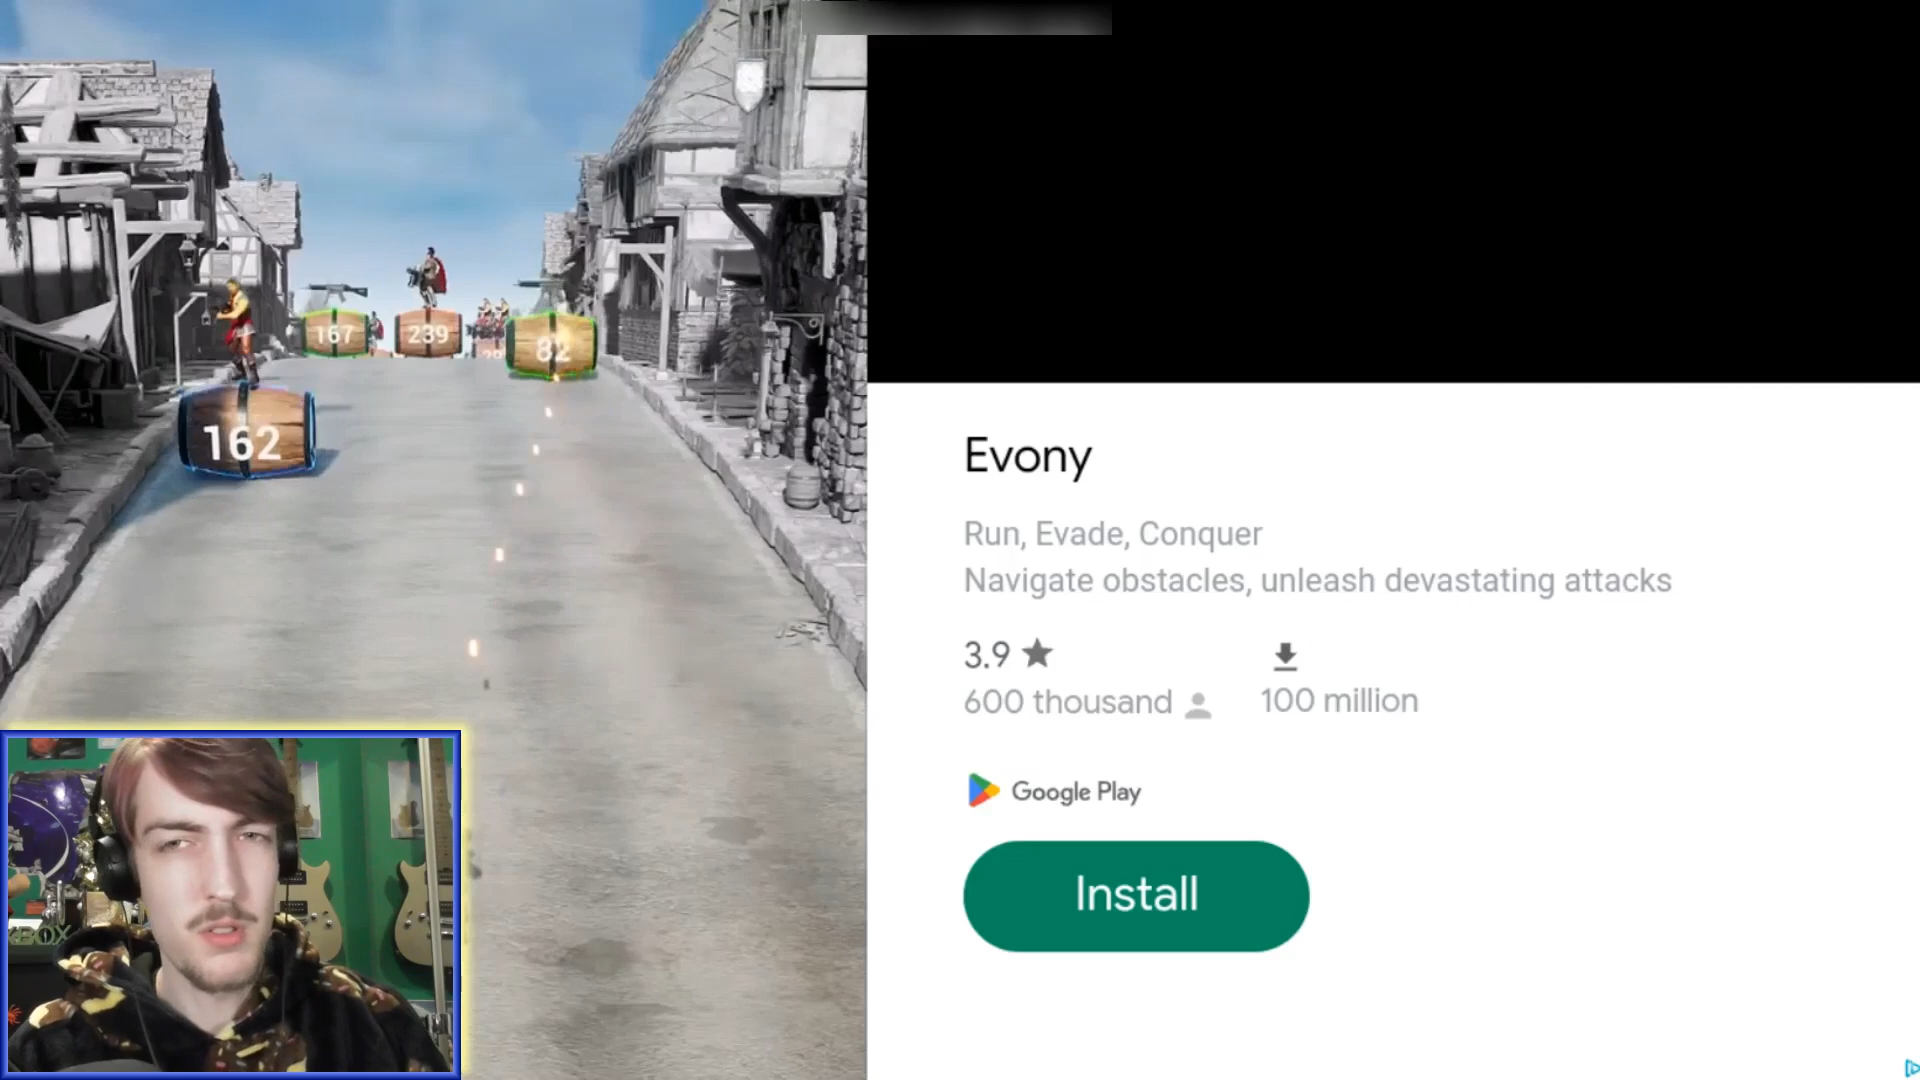 167
239
82
162
Evony
Run, Evade, Conquer
Navigate obstacles, unleash devastating attacks
3.9
600 thousand
100 million
Google Play
Install